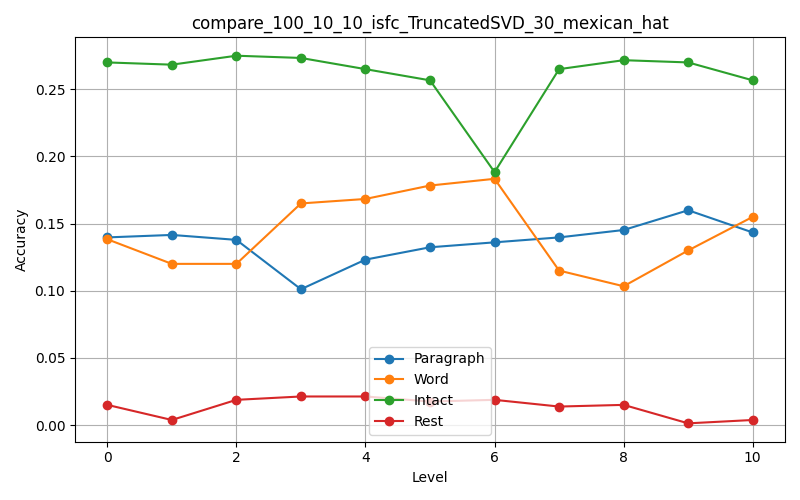 compare_100_10_10_isfc_TruncatedSVD_30_mexican_hat
Accuracy
0.25
0.20
0.15
0.10
0.05
0.00
Paragraph
Word
Intact
Rest
0 2 4 6 8 10
Level